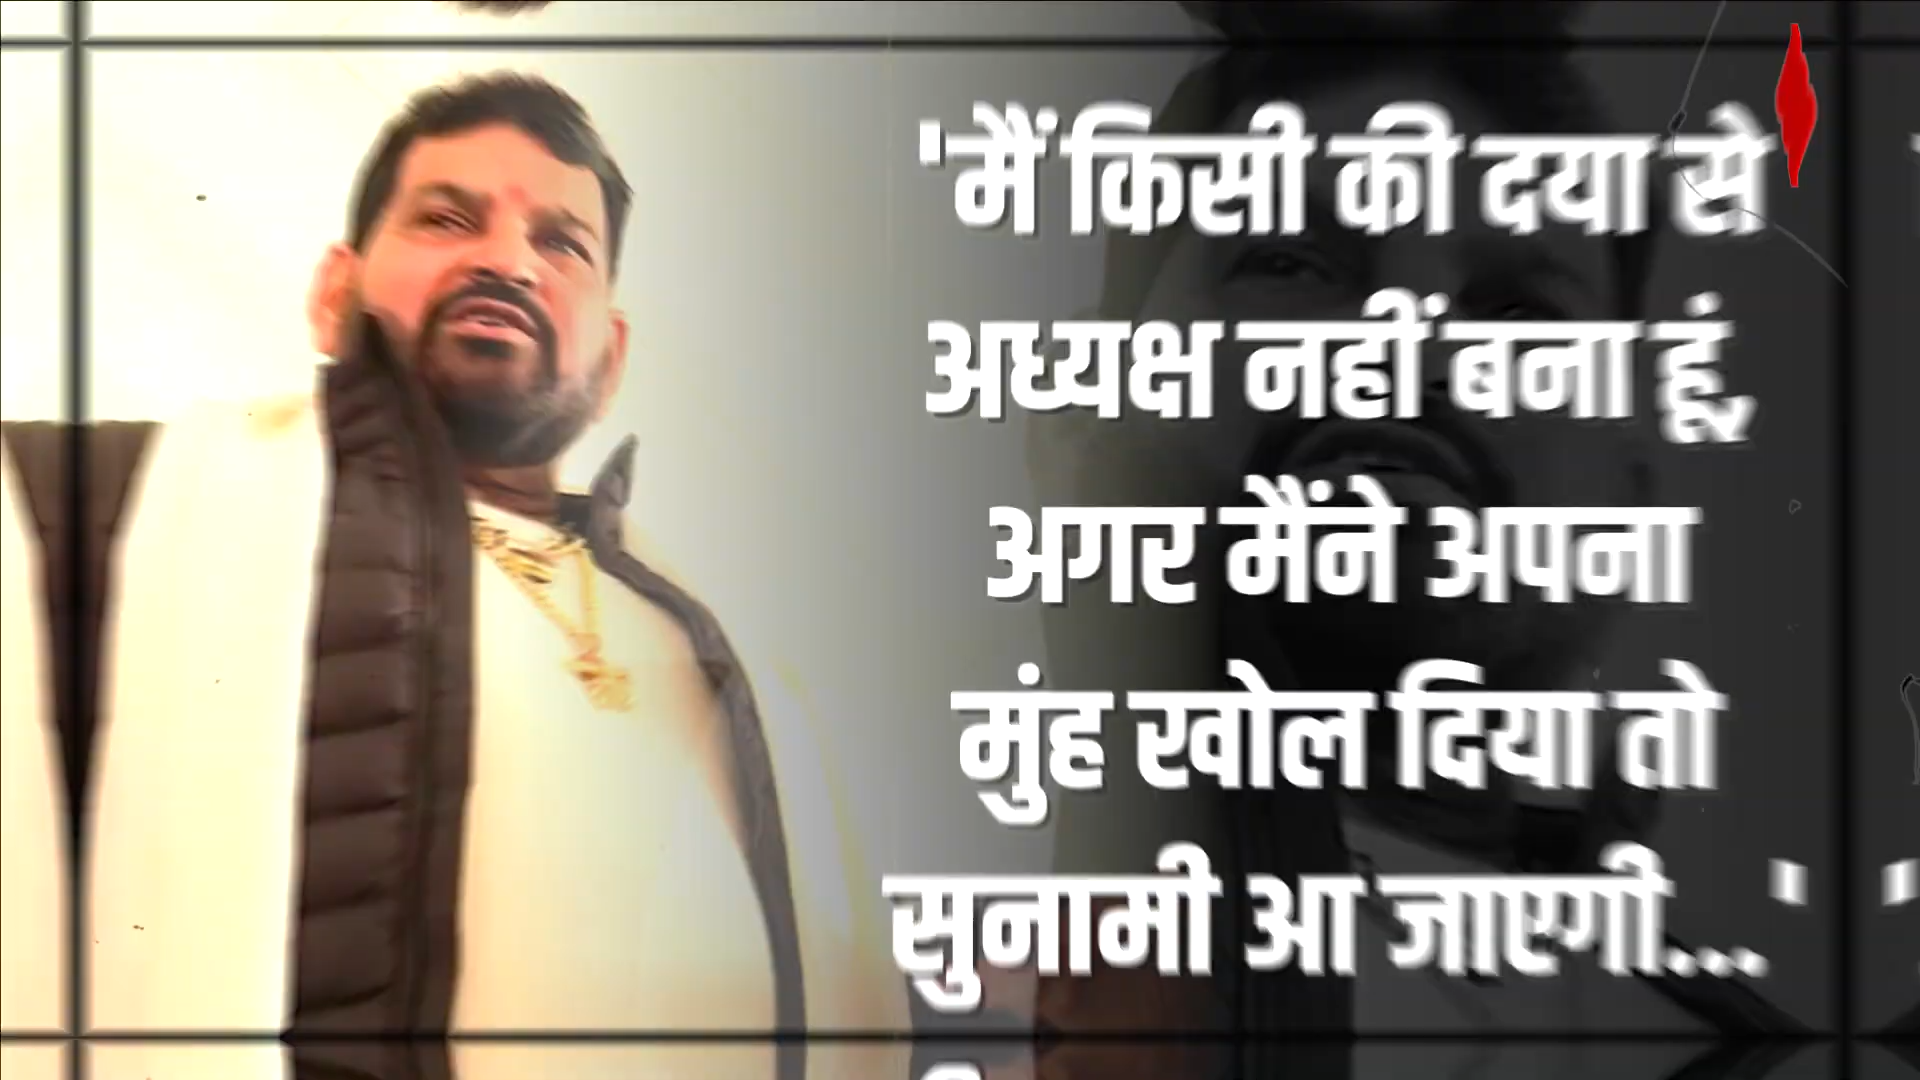 'मैं किसी की दया से
अध्यक्ष नहीं बना हूं,
अगर मैंने अपना
मुंह खोल दिया तो
सुनामी आ जाएगी...'